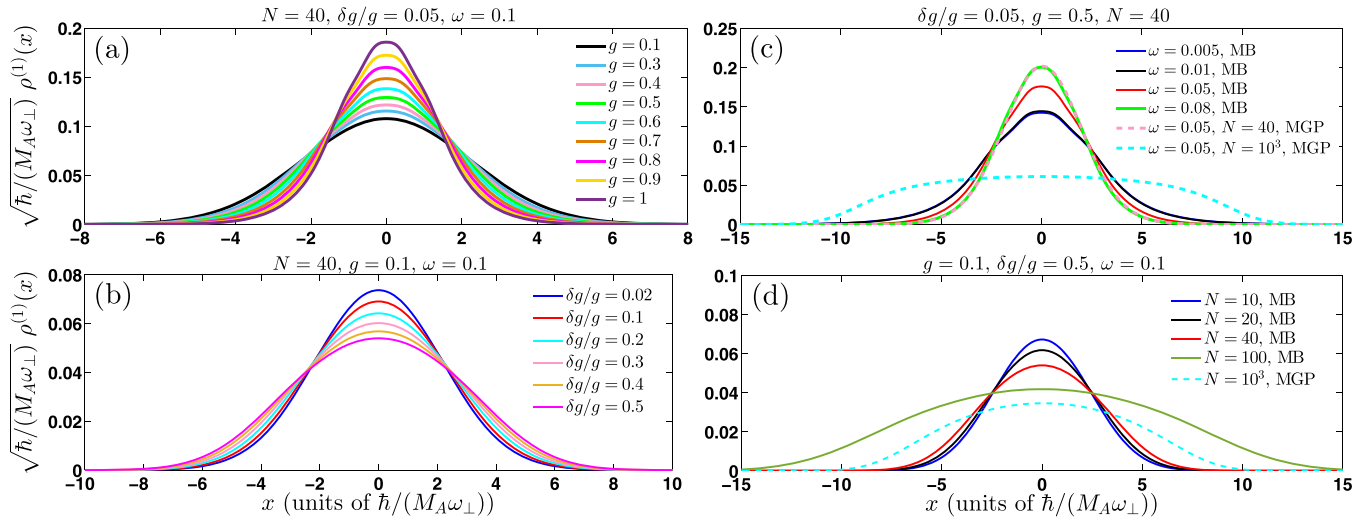 N = 40, δg/g = 0.05, ω = 0.1
(a)
√ħ/(M_Aω_⊥) ρ^(1)(x)
0.2
0.15
0.1
0.05
0
−8 −6 −4 −2 0 2 4 6 8
g = 0.1
g = 0.3
g = 0.4
g = 0.5
g = 0.6
g = 0.7
g = 0.8
g = 0.9
g = 1
δg/g = 0.05, g = 0.5, N = 40
(c)
0.25
0.2
0.15
0.1
0.05
0
−15 −10 −5 0 5 10 15
ω = 0.005, MB
ω = 0.01, MB
ω = 0.05, MB
ω = 0.08, MB
ω = 0.05, N = 40, MGP
ω = 0.05, N = 10³, MGP
N = 40, g = 0.1, ω = 0.1
(b)
√ħ/(M_Aω_⊥) ρ^(1)(x)
0.08
0.06
0.04
0.02
0
−10 −8 −6 −4 −2 0 2 4 6 8 10
x (units of ħ/(M_Aω_⊥)
δg/g = 0.02
δg/g = 0.1
δg/g = 0.2
δg/g = 0.3
δg/g = 0.4
δg/g = 0.5
g = 0.1, δg/g = 0.5, ω = 0.1
(d)
0.1
0.08
0.06
0.04
0.02
0
−15 −10 −5 0 5 10 15
x (units of ħ/(M_Aω_⊥)
N = 10, MB
N = 20, MB
N = 40, MB
N = 100, MB
N = 10³, MGP